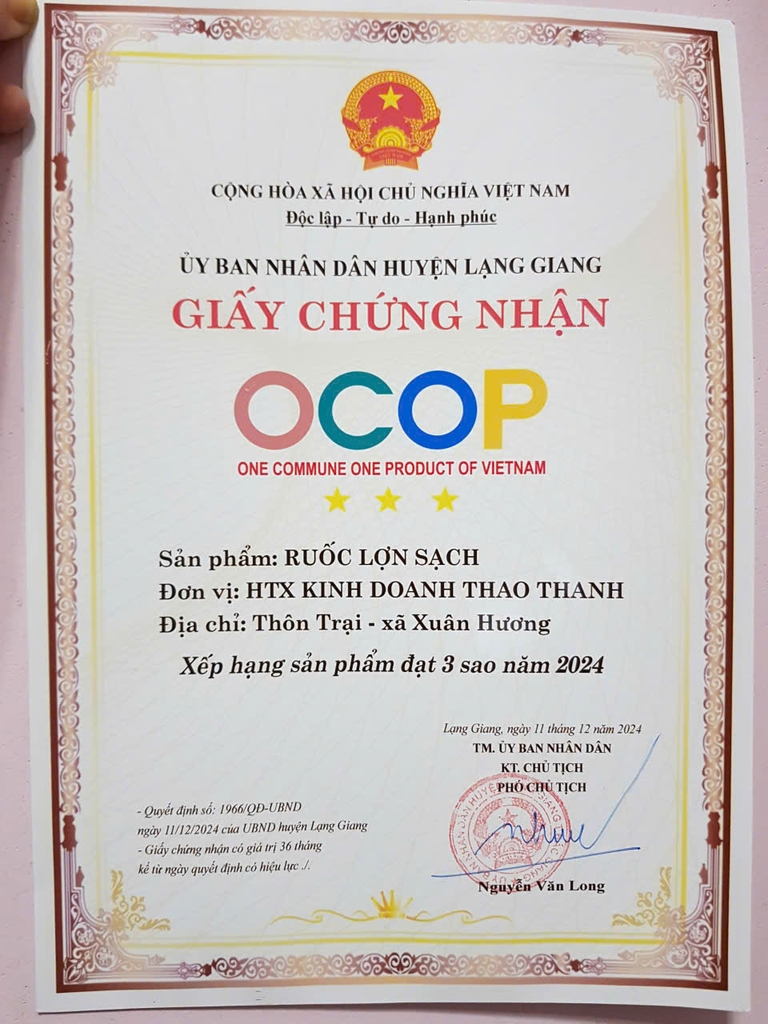 CỘNG HÒA XÃ HỘI CHỦ NGHĨA VIỆT NAM
Độc lập - Tự do - Hạnh phúc
ỦY BAN NHÂN DÂN HUYỆN LẠNG GIANG
GIẤY CHỨNG NHẬN
OCOP
ONE COMMUNE ONE PRODUCT OF VIETNAM
Sản phẩm: RUỐC LỢN SẠCH
Đơn vị: HTX KINH DOANH THAO THANH
Địa chỉ: Thôn Trại - xã Xuân Hương
Xếp hạng sản phẩm đạt 3 sao năm 2024
Lạng Giang, ngày 11 tháng 12 năm 2024
TM. ỦY BAN NHÂN DÂN
KT. CHỦ TỊCH
PHÓ CHỦ TỊCH
- Quyết định số: 1966/QĐ-UBND
ngày 11/12/2024 của UBND huyện Lạng Giang
- Giấy chứng nhận có giá trị 36 tháng
kể từ ngày quyết định có hiệu lực ./.
Nguyễn Văn Long